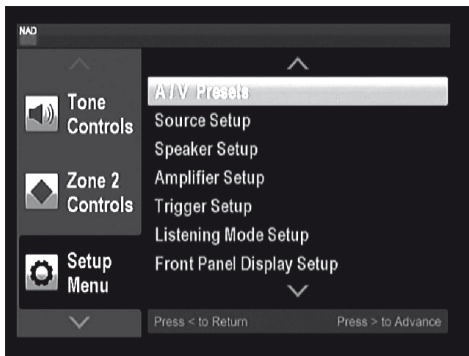 NAD
Tone
Controls
Zone 2
Controls
Setup
Menu
A/V Presets
Source Setup
Speaker Setup
Amplifier Setup
Trigger Setup
Listening Mode Setup
Front Panel Display Setup
Press < to Return
Press > to Advance